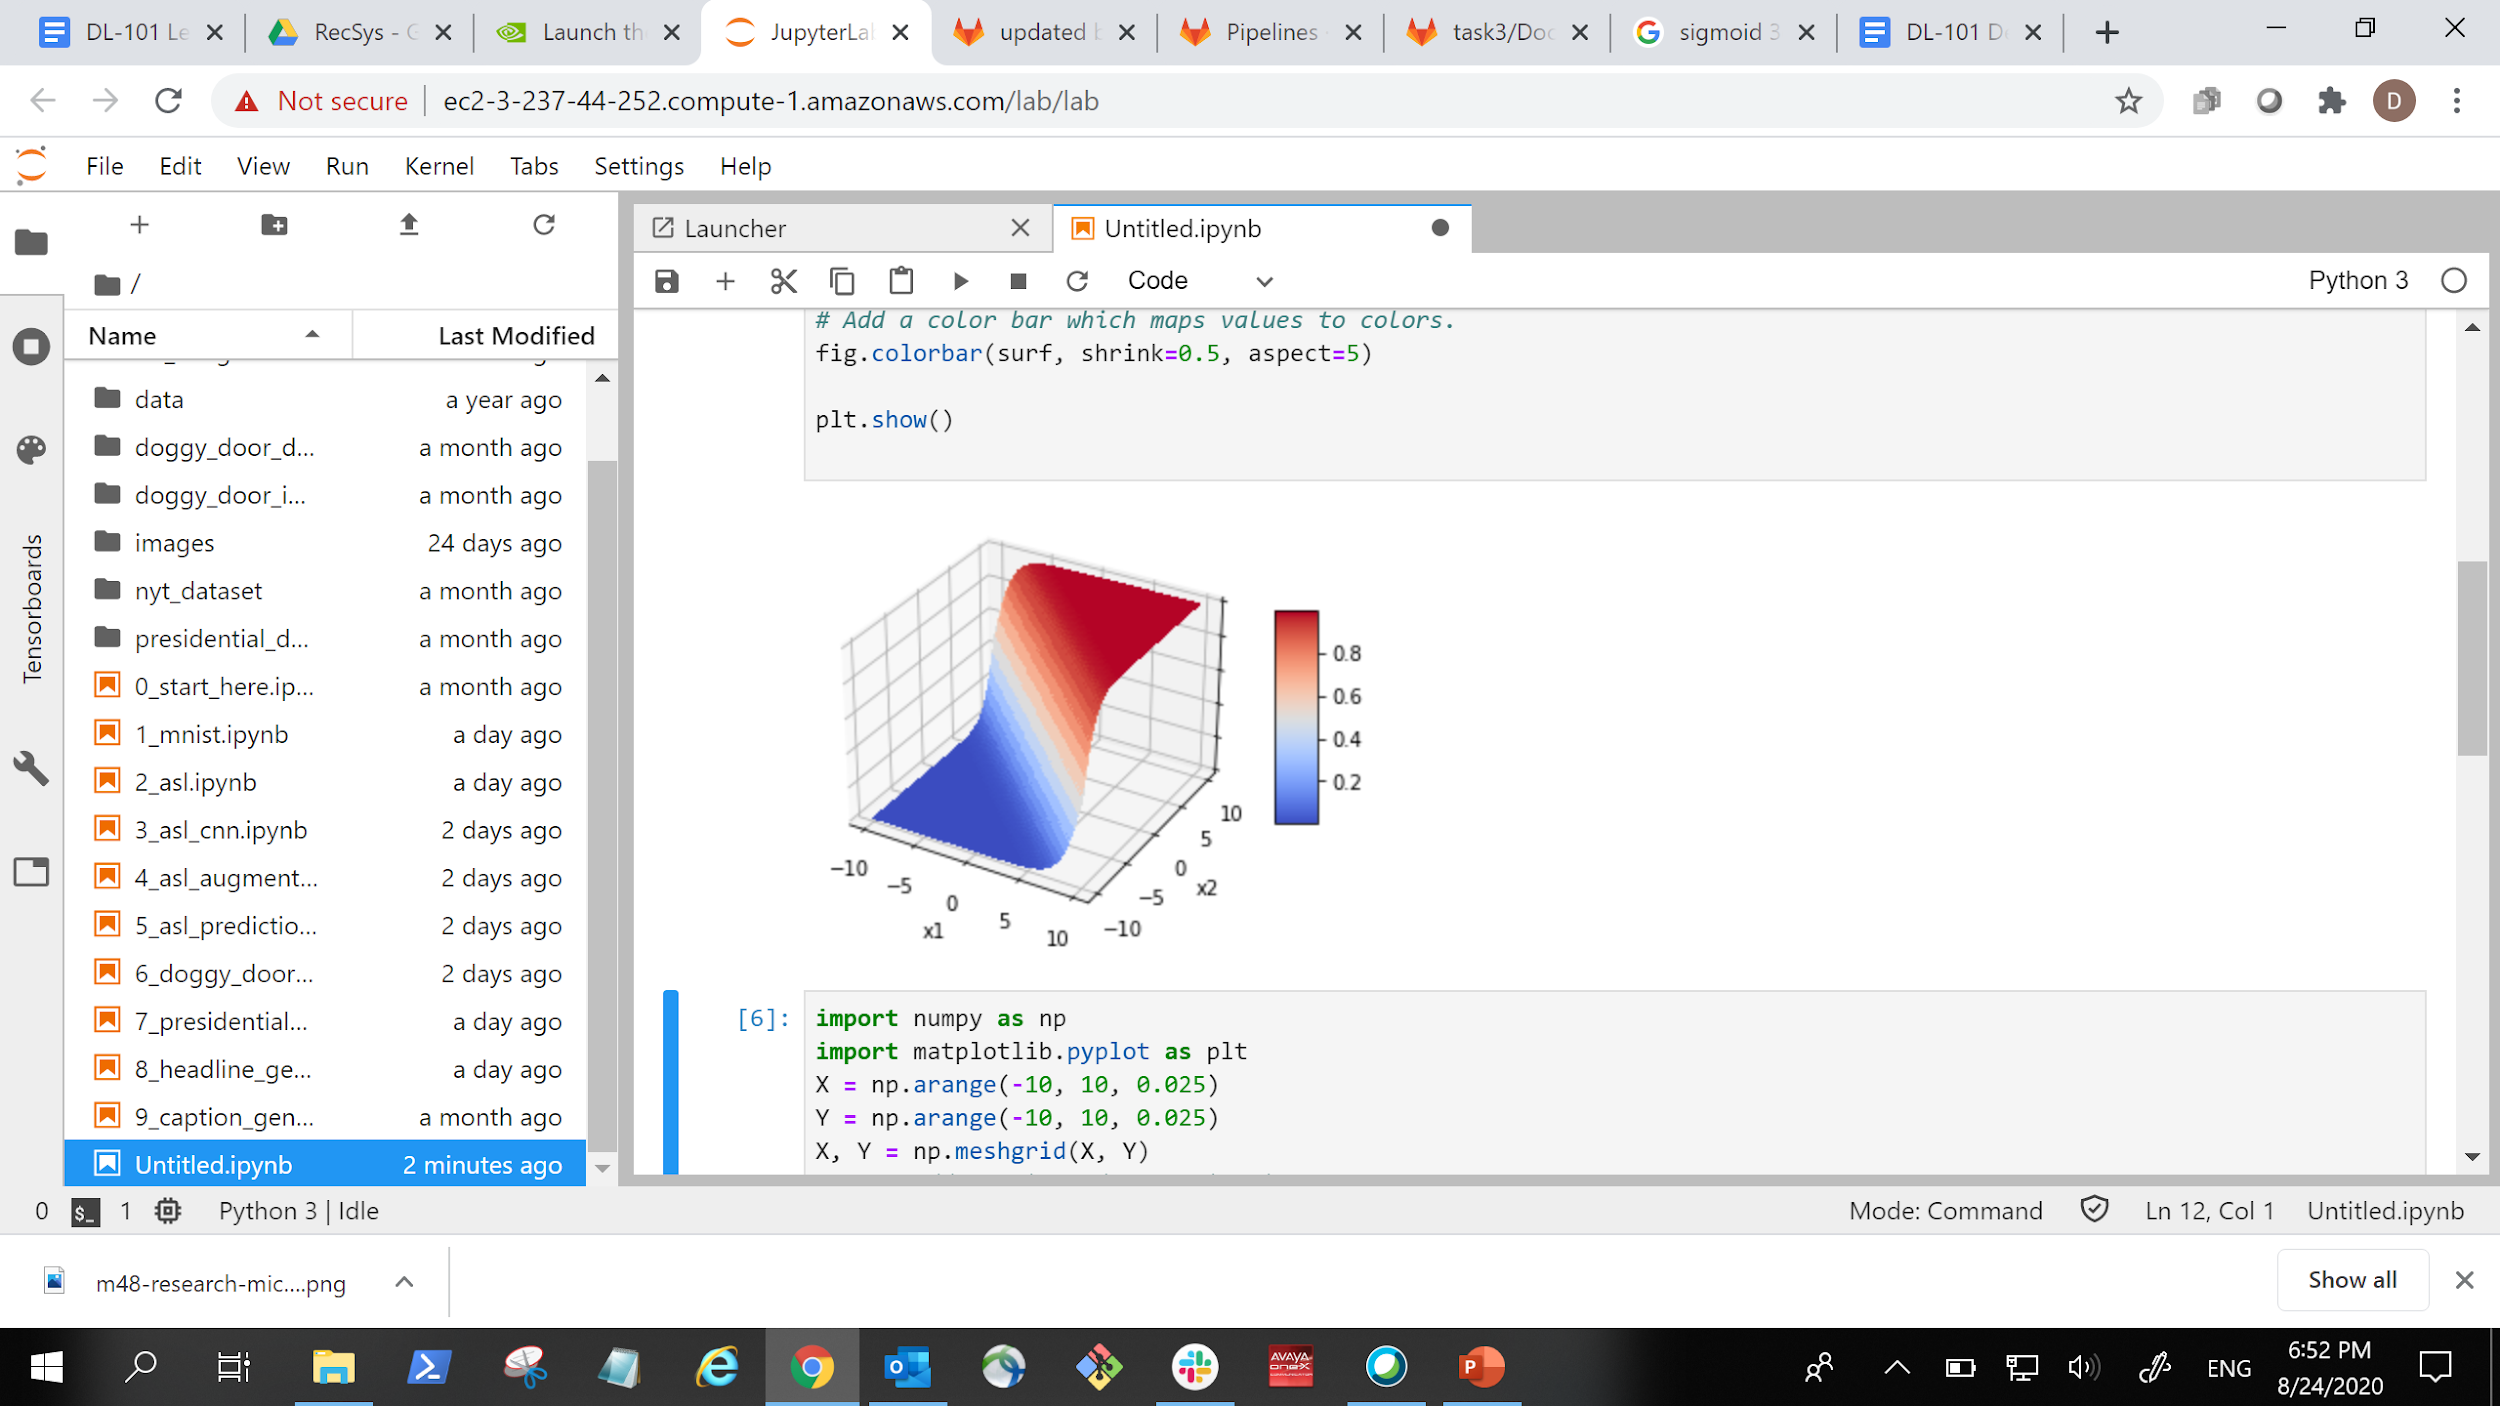 DL-101 Le
RecSys - G
Launch th
JupyterLa
updated b
Pipelines
task3/Doc
sigmoid 3
DL-101 D
Not secure
ec2-3-237-44-252.compute-1.amazonaws.com/lab/lab
D
File Edit View Run Kernel Tabs Settings Help
/
Name Last Modified
data a year ago
doggy_door_d... a month ago
doggy_door_i... a month ago
images 24 days ago
nyt_dataset a month ago
presidential_d... a month ago
0_start_here.ip... a month ago
1_mnist.ipynb a day ago
2_asl.ipynb a day ago
3_asl_cnn.ipynb 2 days ago
4_asl_augment... 2 days ago
5_asl_predictio... 2 days ago
6_doggy_door... 2 days ago
7_presidential... a day ago
8_headline_ge... a day ago
9_caption_gen... a month ago
Untitled.ipynb 2 minutes ago
Tensorboards
Launcher
Untitled.ipynb
Code
Python 3
# Add a color bar which maps values to colors.
fig.colorbar(surf, shrink=0.5, aspect=5)
plt.show()
0.8
0.6
0.4
0.2
−10 −5 0 5 10
x1
−10 −5 0 5 10
x2
[6]:
import numpy as np
import matplotlib.pyplot as plt
X = np.arange(-10, 10, 0.025)
Y = np.arange(-10, 10, 0.025)
X, Y = np.meshgrid(X, Y)
0 $_ 1 Python 3 | Idle
Mode: Command Ln 12, Col 1 Untitled.ipynb
m48-research-mic....png
Show all
AVAYA
one-X
ENG
6:52 PM
8/24/2020